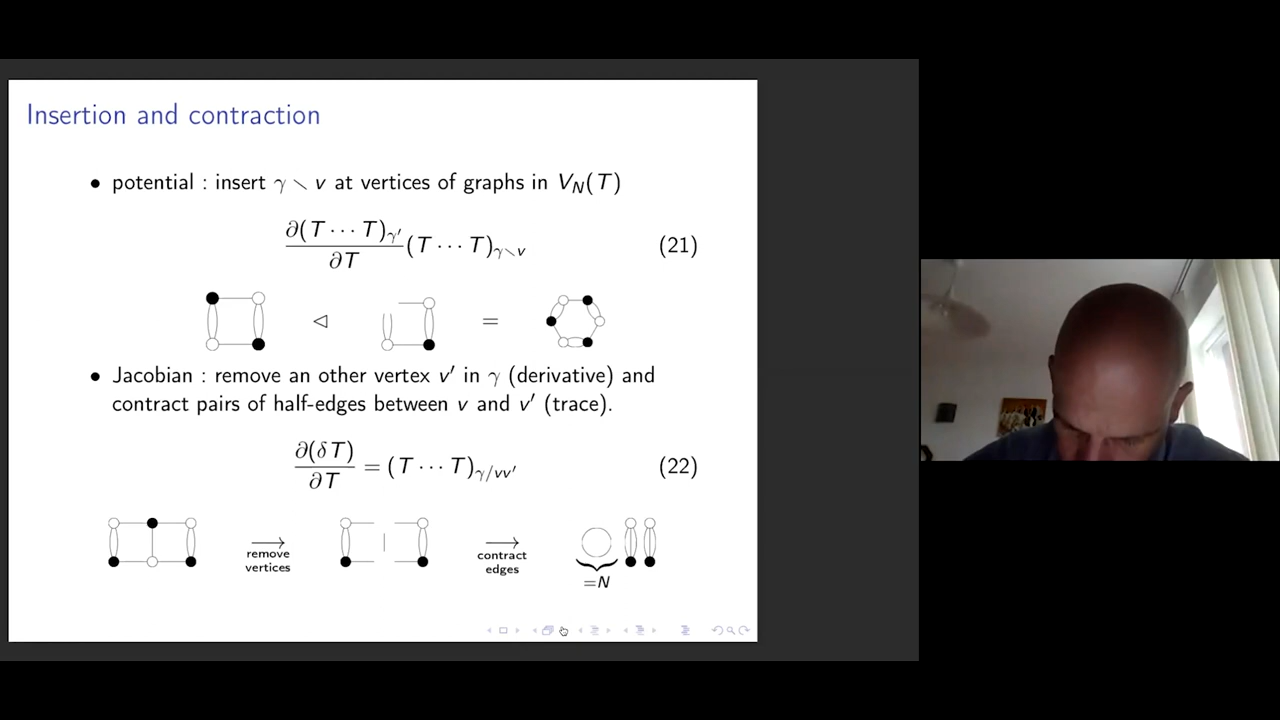 Insertion and contraction
• potential : insert γ∖v at vertices of graphs in V_N(T)
∂(T⋯T)_γ′ / ∂T (T⋯T)_γ∖v (21)
◁ =
• Jacobian : remove an other vertex v′ in γ (derivative) and
contract pairs of half-edges between v and v′ (trace).
∂(δT) / ∂T = (T⋯T)_γ/vv′ (22)
→ remove vertices
→ contract edges
=N